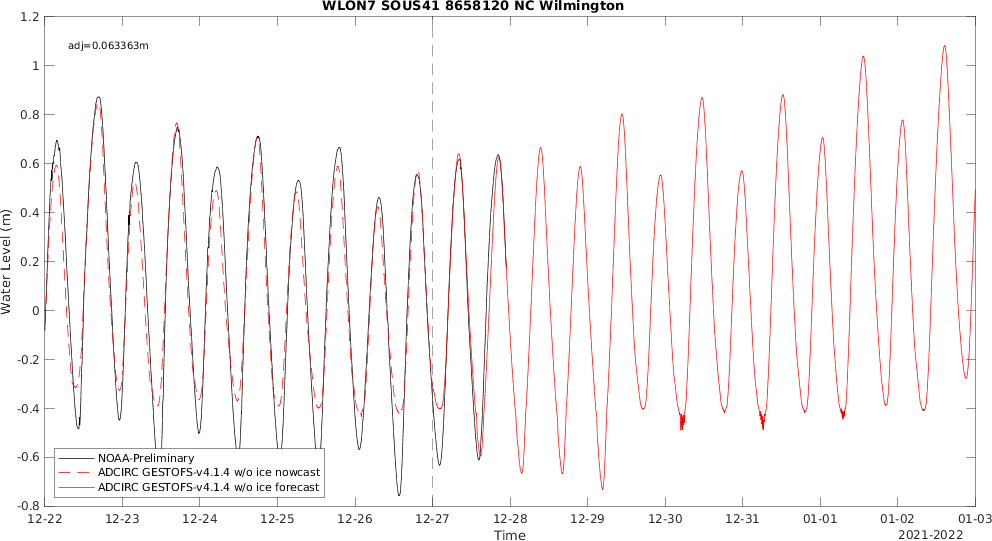 WLON7 SOUS41 8658120 NC Wilmington
1.2
adj=0.063363m
1
0.8
0.6
0.4
0.2
0
-0.2
-0.4
-0.6
-0.8
Water Level (m)
NOAA-Preliminary
ADCIRC GESTOFS-v4.1.4 w/o ice nowcast
ADCIRC GESTOFS-v4.1.4 w/o ice forecast
12-22 12-23 12-24 12-25 12-26 12-27 12-28 12-29 12-30 12-31 01-01 01-02 01-03
Time
2021-2022